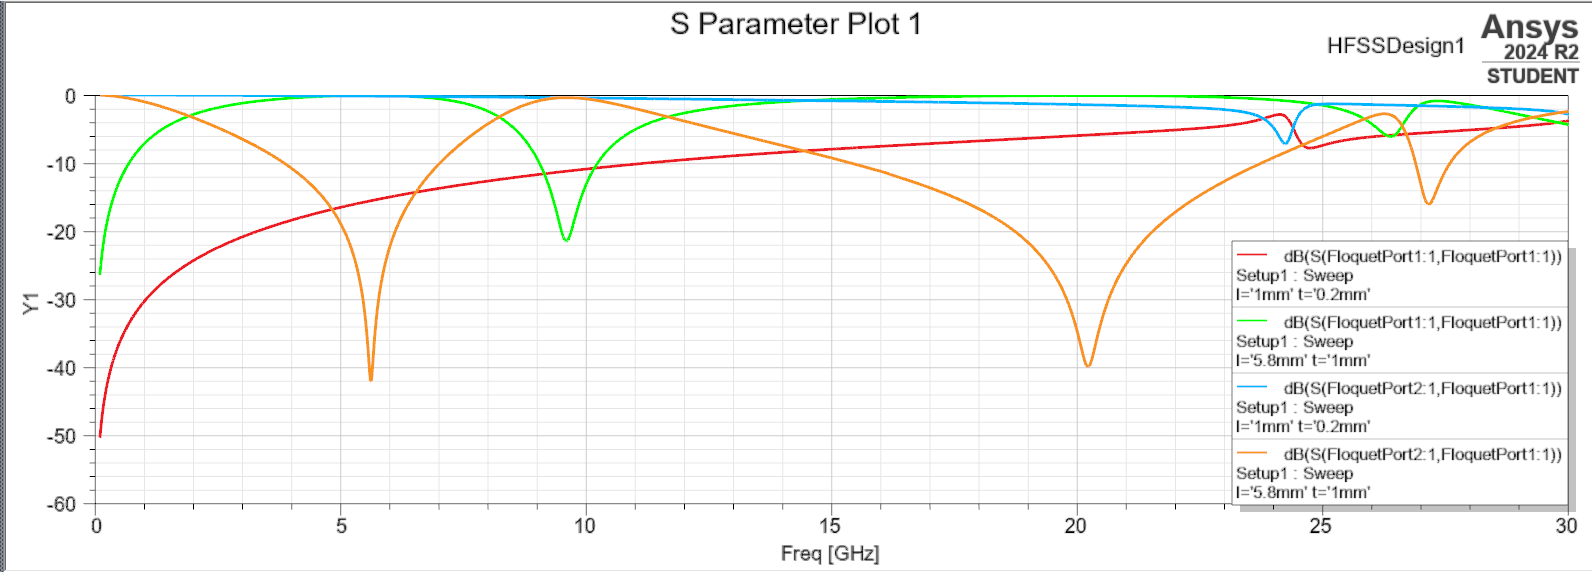 S Parameter Plot 1
HFSSDesign1
Ansys
2024 R2
STUDENT
0
-10
-20
-30
-40
-50
-60
Y1
dB(S(FloquetPort1:1,FloquetPort1:1))
Setup1 : Sweep
l='1mm' t='0.2mm'
dB(S(FloquetPort1:1,FloquetPort1:1))
Setup1 : Sweep
l='5.8mm' t='1mm'
dB(S(FloquetPort2:1,FloquetPort1:1))
Setup1 : Sweep
l='1mm' t='0.2mm'
dB(S(FloquetPort2:1,FloquetPort1:1))
Setup1 : Sweep
l='5.8mm' t='1mm'
0 5 10 15 20 25 30
Freq [GHz]